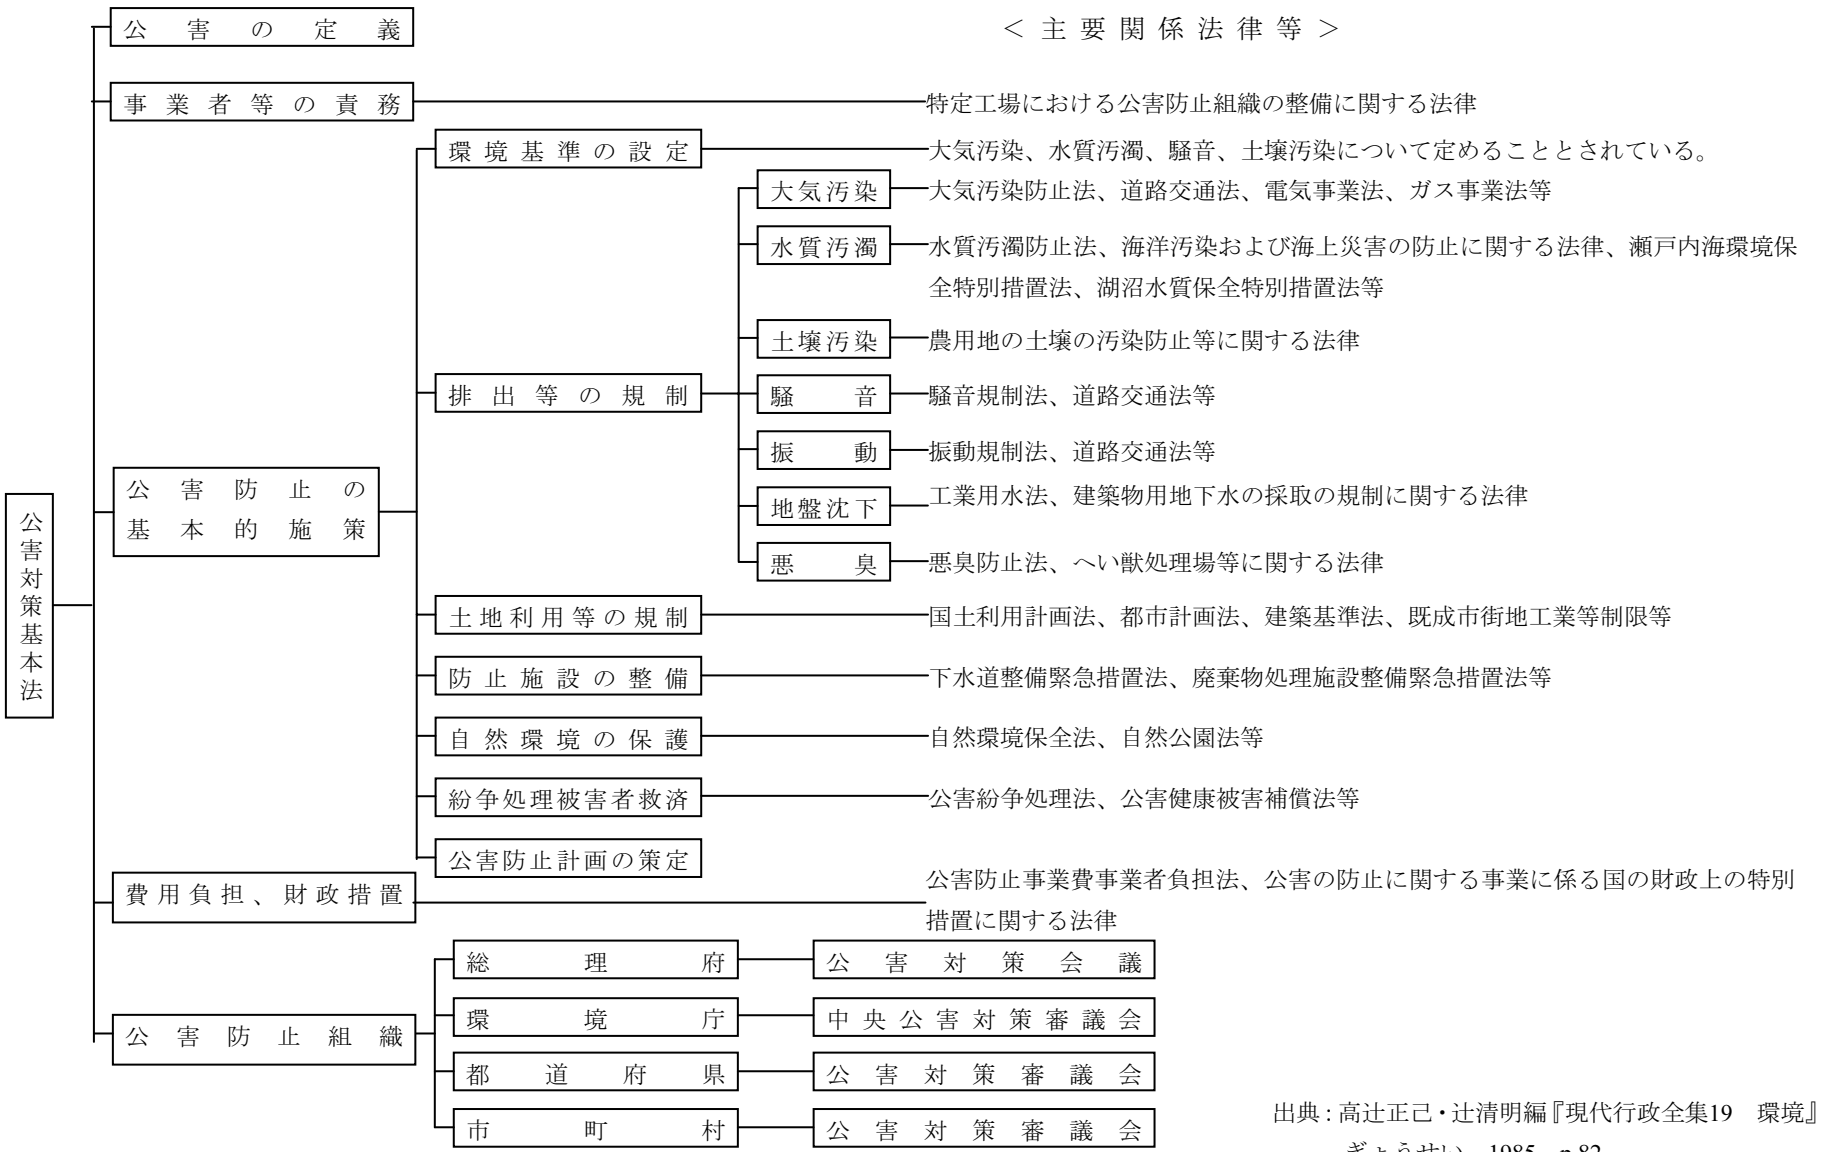 公害の定義
＜主要関係法律等＞
事業者等の責務
特定工場における公害防止組織の整備に関する法律
環境基準の設定
大気汚染、水質汚濁、騒音、土壌汚染について定めることとされている。
大気汚染
大気汚染防止法、道路交通法、電気事業法、ガス事業法等
水質汚濁
水質汚濁防止法、海洋汚染および海上災害の防止に関する法律、瀬戸内海環境保
全特別措置法、湖沼水質保全特別措置法等
土壌汚染
農用地の土壌の汚染防止等に関する法律
排出等の規制
騒音
騒音規制法、道路交通法等
振動
振動規制法、道路交通法等
公害防止の
基本的施策
地盤沈下
工業用水法、建築物用地下水の採取の規制に関する法律
公害対策基本法
悪臭
悪臭防止法、へい獣処理場等に関する法律
土地利用等の規制
国土利用計画法、都市計画法、建築基準法、既成市街地工業等制限等
防止施設の整備
下水道整備緊急措置法、廃棄物処理施設整備緊急措置法等
自然環境の保護
自然環境保全法、自然公園法等
紛争処理被害者救済
公害紛争処理法、公害健康被害補償法等
公害防止計画の策定
費用負担、財政措置
公害防止事業費事業者負担法、公害の防止に関する事業に係る国の財政上の特別
措置に関する法律
総理府
公害対策会議
公害防止組織
環境庁
中央公害対策審議会
都道府県
公害対策審議会
市町村
公害対策審議会
出典：高辻正己・辻清明編『現代行政全集19　環境』
ぎょうせい　1985　p.82